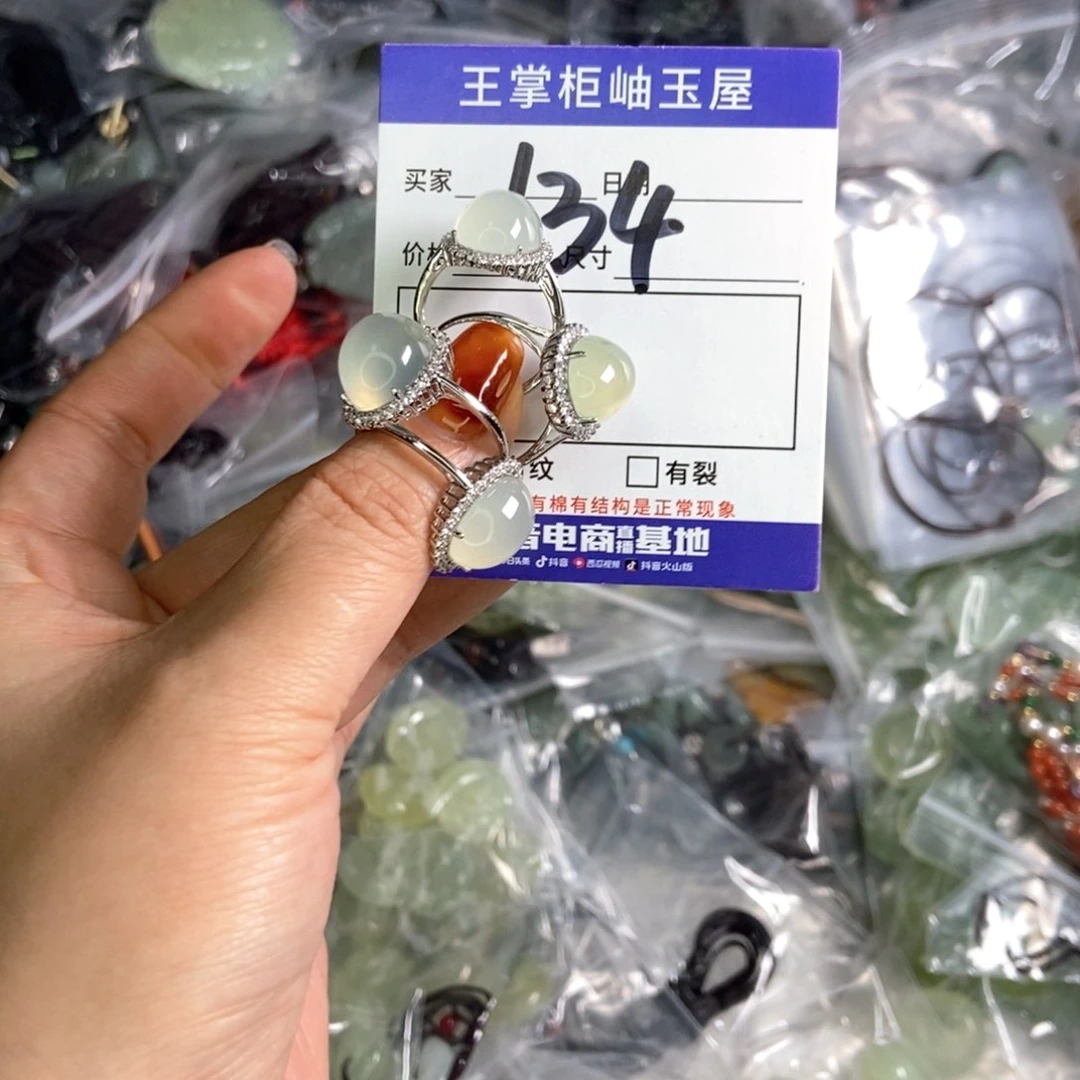 王掌柜岫玉屋
买家 日期
134
价格 尺寸
纹 有裂
有棉有结构是正常现象
音电商直播基地
抖音 西瓜视频 抖音火山版